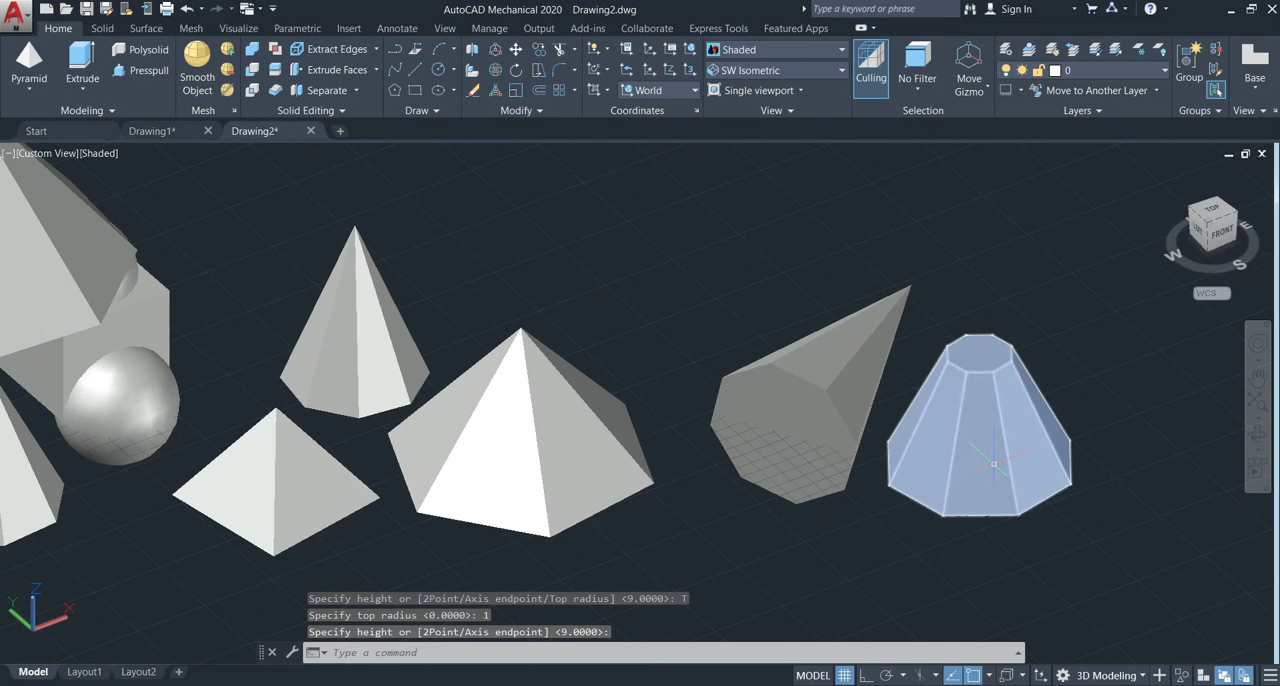 AutoCAD Mechanical 2020 Drawing2.dwg Type a keyword or phrase Sign In
Home Solid Surface Mesh Visualize Parametric Insert Annotate View Manage Output Add-ins Collaborate Express Tools Featured Apps
Pyramid
Extrude
Polysolid
Presspull
Modeling
Smooth Object
Mesh
Extract Edges
Extrude Faces
Separate
Solid Editing
Draw
Modify
World
Coordinates
Shaded
SW Isometric
Single viewport
View
Culling
No Filter
Move Gizmo
Selection
0
Move to Another Layer
Layers
Group
Groups
Base
View
Start Drawing1* Drawing2*
[−][Custom View][Shaded]
TOP
LEFT
FRONT
W
S
E
WCS
Z
Y
X
Specify height or [2Point/Axis endpoint/Top radius] <9.0000>: T
Specify top radius <0.0000>: 1
Specify height or [2Point/Axis endpoint] <9.0000>:
Type a command
Model Layout1 Layout2
MODEL 3D Modeling